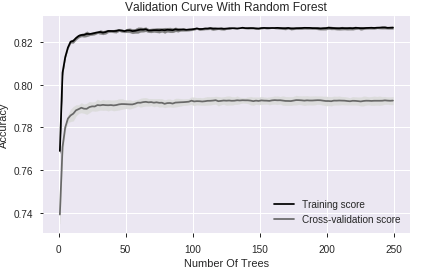 Validation Curve With Random Forest
0.82
0.80
0.78
0.76
0.74
Accuracy
0
50
100
150
200
250
Number Of Trees
Training score
Cross-validation score